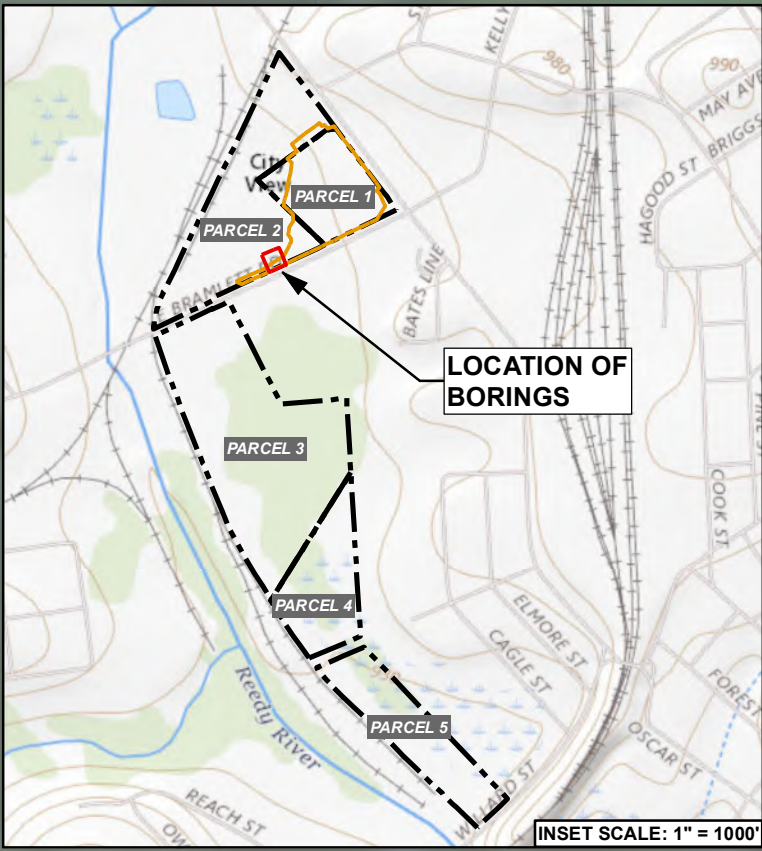 KELLY
980
990
MAY AVE
BRIGGS
HAGOOD ST
City
View
PARCEL 1
PARCEL 2
BRAMLETT
BATES LINE
LOCATION OF
BORINGS
PARCEL 3
COOK ST
PARCEL 4
ELMORE ST
CAGLE ST
FOREST
Reedy River
PARCEL 5
OSCAR ST
WILLARD ST
REACH ST
INSET SCALE: 1" = 1000'